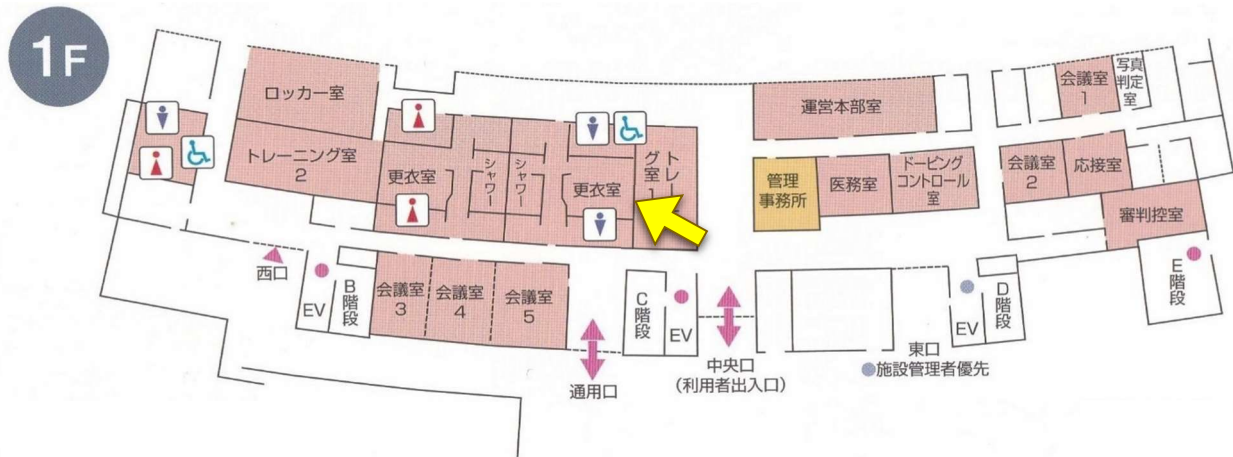 1F
ロッカー室
トレーニング室
2
更衣室
シャワー
シャワー
更衣室
トレー
グ室1
運営本部室
管理
事務所
医務室
ドーピング
コントロール
室
会議室
1
写真
判定
室
会議室
2
応接室
審判控室
西口
EV
B階段
会議室
3
会議室
4
会議室
5
通用口
C階段
EV
中央口
(利用者出入口)
東口
●施設管理者優先
EV
D階段
E階段